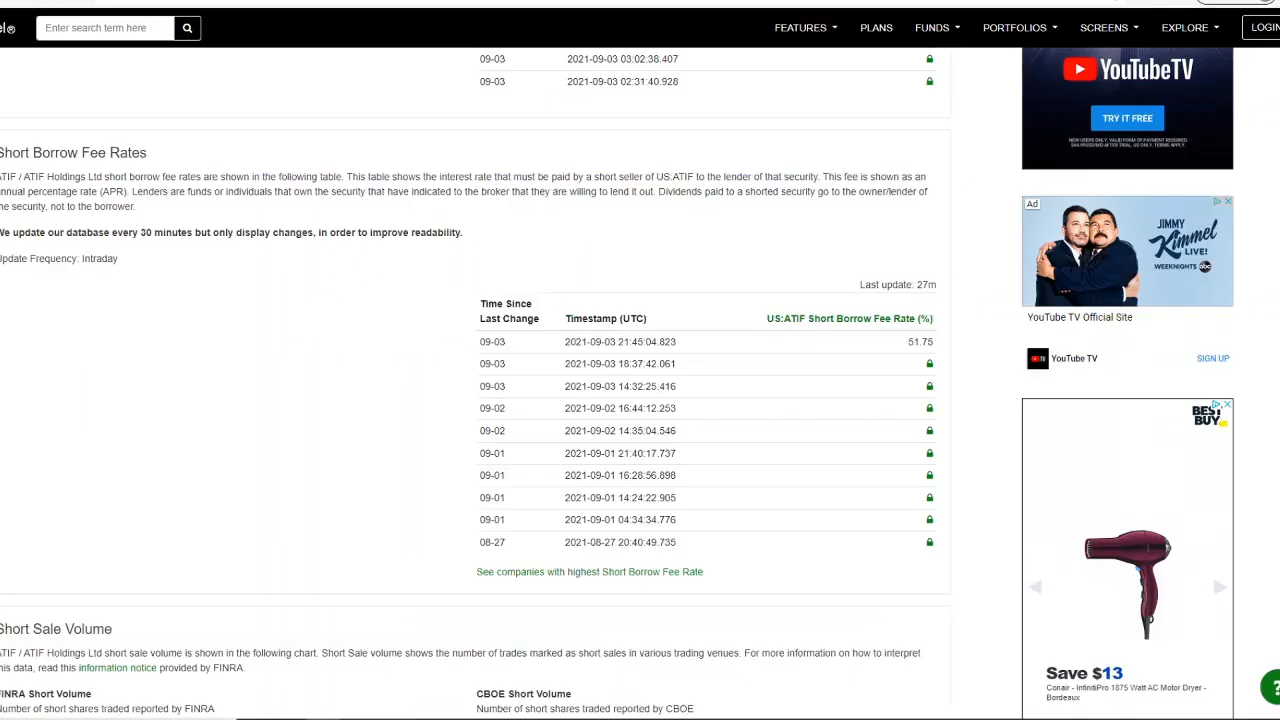 el®
Enter search term here
FEATURES
PLANS
FUNDS
PORTFOLIOS
SCREENS
EXPLORE
LOGIN
09-03 2021-09-03 03:02:38.407
09-03 2021-09-03 02:31:40.928
Short Borrow Fee Rates
ATIF / ATIF Holdings Ltd short borrow fee rates are shown in the following table. This table shows the interest rate that must be paid by a short seller of US:ATIF to the lender of that security. This fee is shown as an
annual percentage rate (APR). Lenders are funds or individuals that own the security that have indicated to the broker that they are willing to lend it out. Dividends paid to a shorted security go to the owner/lender of
the security, not to the borrower.
We update our database every 30 minutes but only display changes, in order to improve readability.
Update Frequency: Intraday
Last update: 27m
Time Since
Last Change Timestamp (UTC) US:ATIF Short Borrow Fee Rate (%)
09-03 2021-09-03 21:45:04.823 51.75
09-03 2021-09-03 18:37:42.061
09-03 2021-09-03 14:32:25.416
09-02 2021-09-02 16:44:12.253
09-02 2021-09-02 14:35:04.546
09-01 2021-09-01 21:40:17.737
09-01 2021-09-01 16:28:56.898
09-01 2021-09-01 14:24:22.905
09-01 2021-09-01 04:34:34.776
08-27 2021-08-27 20:40:49.735
See companies with highest Short Borrow Fee Rate
Short Sale Volume
ATIF / ATIF Holdings Ltd short sale volume is shown in the following chart. Short Sale volume shows the number of trades marked as short sales in various trading venues. For more information on how to interpret
this data, read this information notice provided by FINRA.
FINRA Short Volume
Number of short shares traded reported by FINRA
CBOE Short Volume
Number of short shares traded reported by CBOE
YouTubeTV
TRY IT FREE
Ad
JIMMY
Kimmel
LIVE!
WEEKNIGHTS abc
YouTube TV Official Site
YouTube TV
SIGN UP
BEST
BUY
Save $13
Conair - InfinitiPro 1875 Watt AC Motor Dryer -
Bordeaux
?